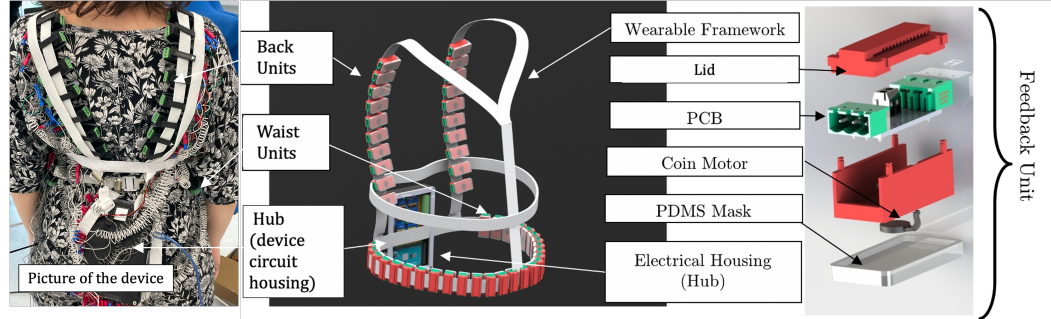 Back
Units
Waist
Units
Hub
(device
circuit
housing)
Picture of the device
Wearable Framework
Lid
PCB
Coin Motor
PDMS Mask
Electrical Housing
(Hub)
Feedback Unit